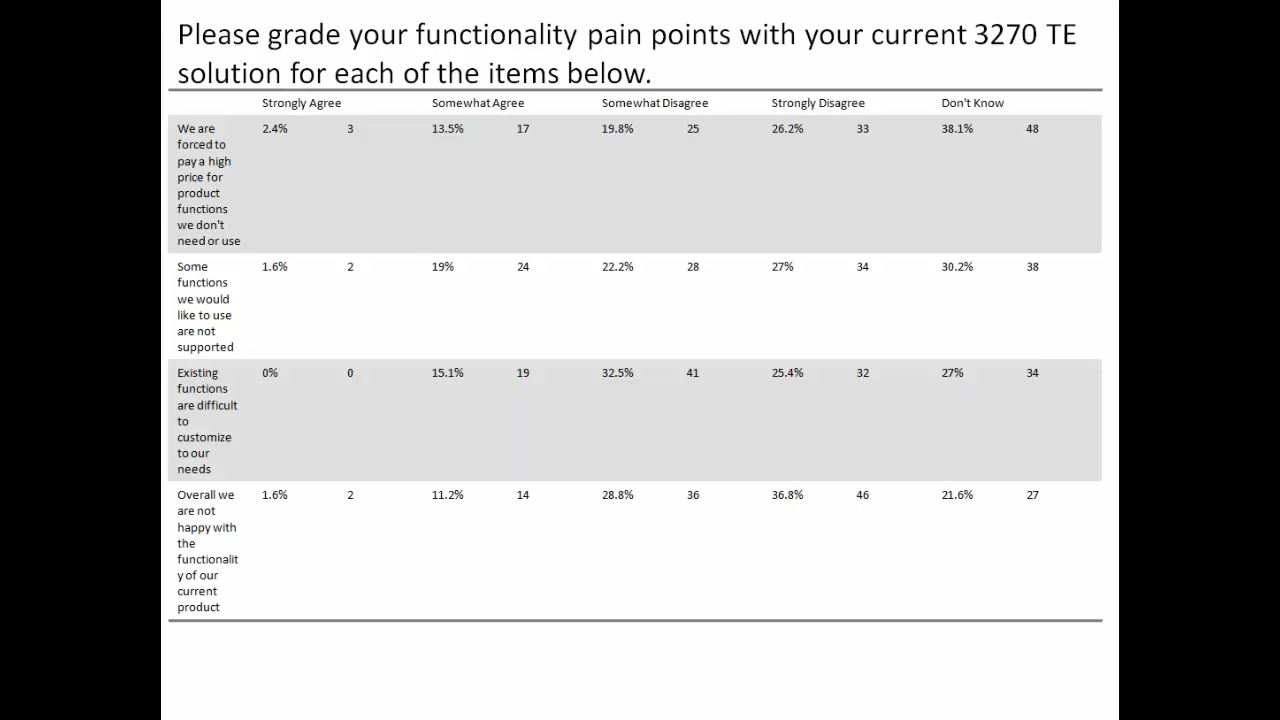 Please grade your functionality pain points with your current 3270 TE
solution for each of the items below.
Strongly Agree Somewhat Agree Somewhat Disagree Strongly Disagree Don't Know
We are 2.4% 3 13.5% 17 19.8% 25 26.2% 33 38.1% 48
forced to
pay a high
price for
product
functions
we don't
need or use
Some 1.6% 2 19% 24 22.2% 28 27% 34 30.2% 38
functions
we would
like to use
are not
supported
Existing 0% 0 15.1% 19 32.5% 41 25.4% 32 27% 34
functions
are difficult
to
customize
to our
needs
Overall we 1.6% 2 11.2% 14 28.8% 36 36.8% 46 21.6% 27
are not
happy with
the
functionalit
y of our
current
product